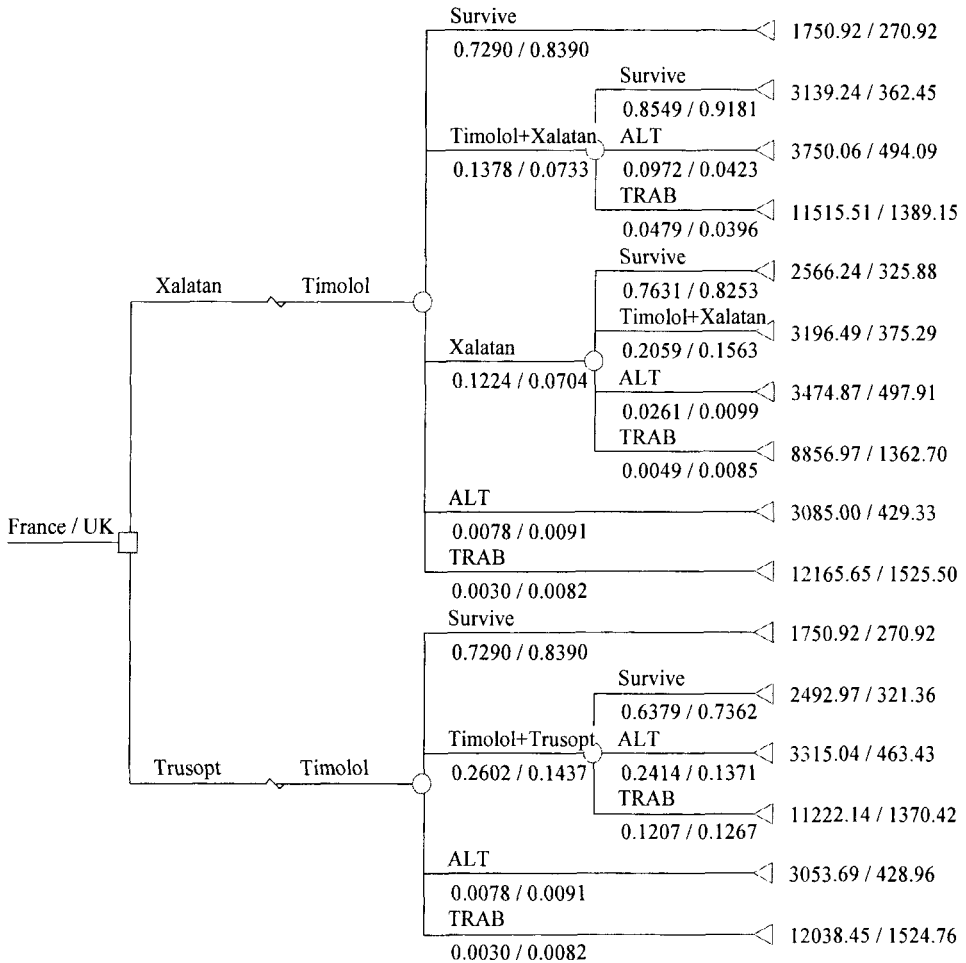 Survive
1750.92 / 270.92
0.7290 / 0.8390
Survive
3139.24 / 362.45
0.8549 / 0.9181
Timolol+Xalatan
ALT
3750.06 / 494.09
0.1378 / 0.0733
0.0972 / 0.0423
TRAB
11515.51 / 1389.15
0.0479 / 0.0396
Survive
2566.24 / 325.88
Xalatan
Timolol
0.7631 / 0.8253
Timolol+Xalatan
3196.49 / 375.29
Xalatan
0.2059 / 0.1563
0.1224 / 0.0704
ALT
3474.87 / 497.91
0.0261 / 0.0099
TRAB
8856.97 / 1362.70
0.0049 / 0.0085
ALT
3085.00 / 429.33
France / UK
0.0078 / 0.0091
TRAB
12165.65 / 1525.50
0.0030 / 0.0082
Survive
1750.92 / 270.92
0.7290 / 0.8390
Survive
2492.97 / 321.36
0.6379 / 0.7362
Timolol+Trusopt
ALT
3315.04 / 463.43
Trusopt
Timolol
0.2602 / 0.1437
0.2414 / 0.1371
TRAB
11222.14 / 1370.42
0.1207 / 0.1267
ALT
3053.69 / 428.96
0.0078 / 0.0091
TRAB
12038.45 / 1524.76
0.0030 / 0.0082